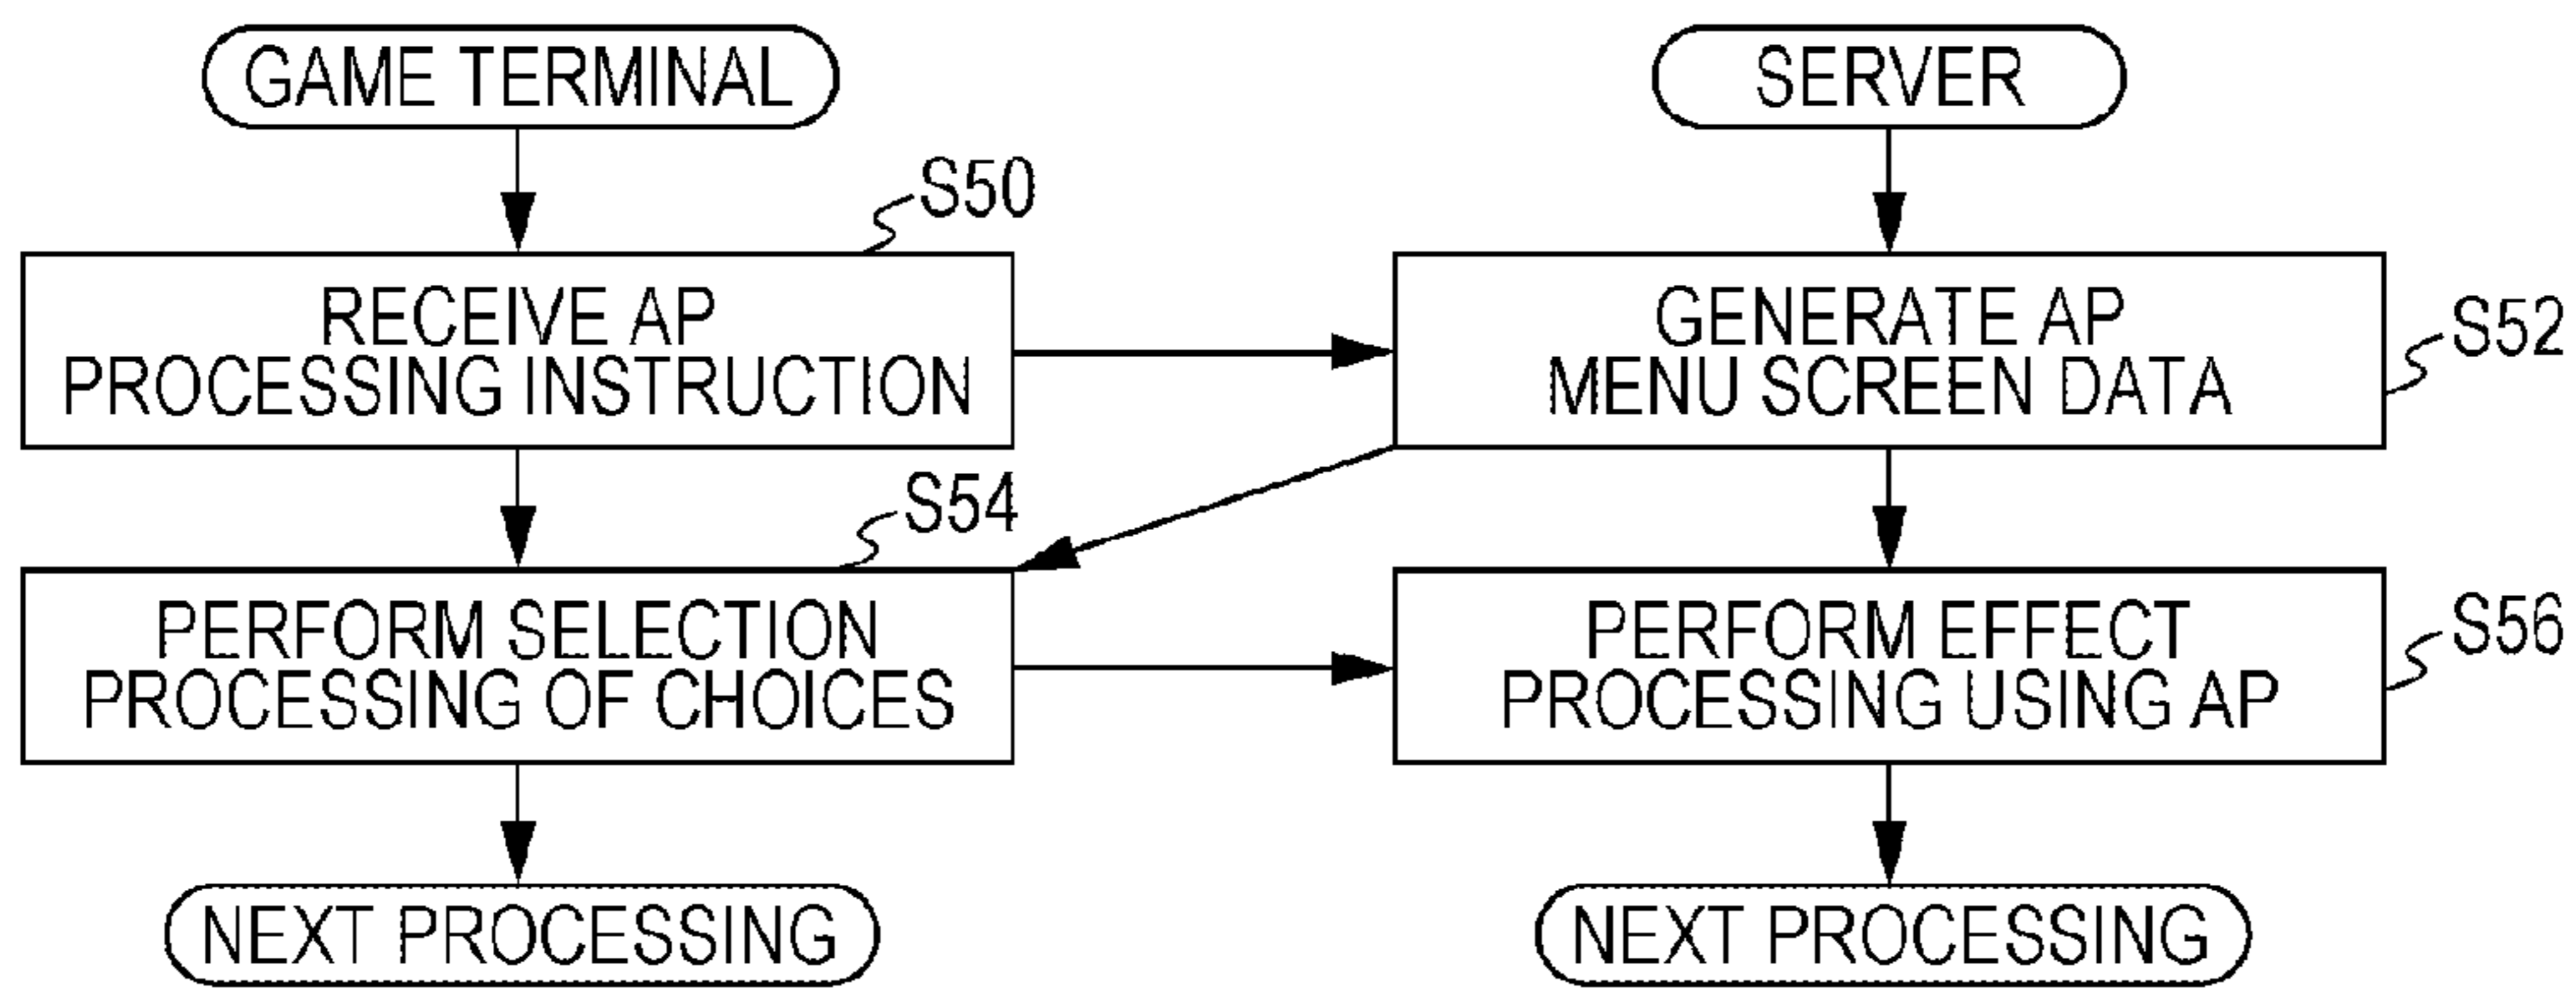 GAME TERMINAL
SERVER
S50
RECEIVE AP
PROCESSING INSTRUCTION
GENERATE AP
MENU SCREEN DATA
S52
S54
PERFORM SELECTION
PROCESSING OF CHOICES
PERFORM EFFECT
PROCESSING USING AP
S56
NEXT PROCESSING
NEXT PROCESSING